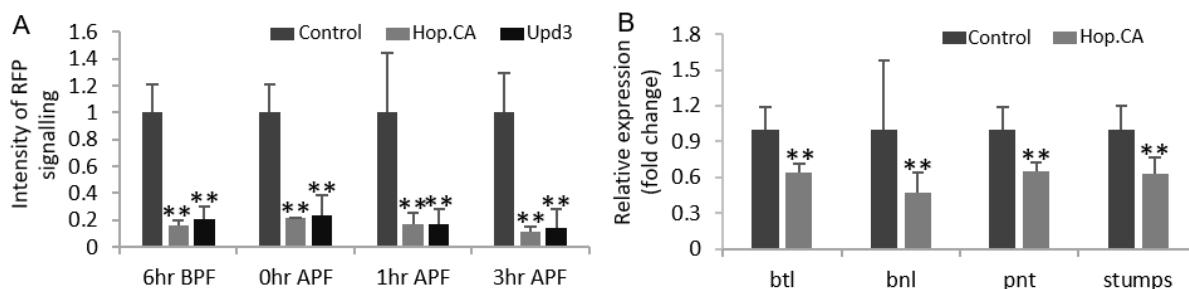 A
Intensity of RFP
signalling
1.6
1.4
1.2
1
0.8
0.6
0.4
0.2
0
Control Hop.CA Upd3
** ** ** ** ** ** ** **
6hr BPF 0hr APF 1hr APF 3hr APF
B
Relative expression
(fold change)
1.8
1.5
1.2
0.9
0.6
0.3
0
Control Hop.CA
** ** ** **
btl bnl pnt stumps